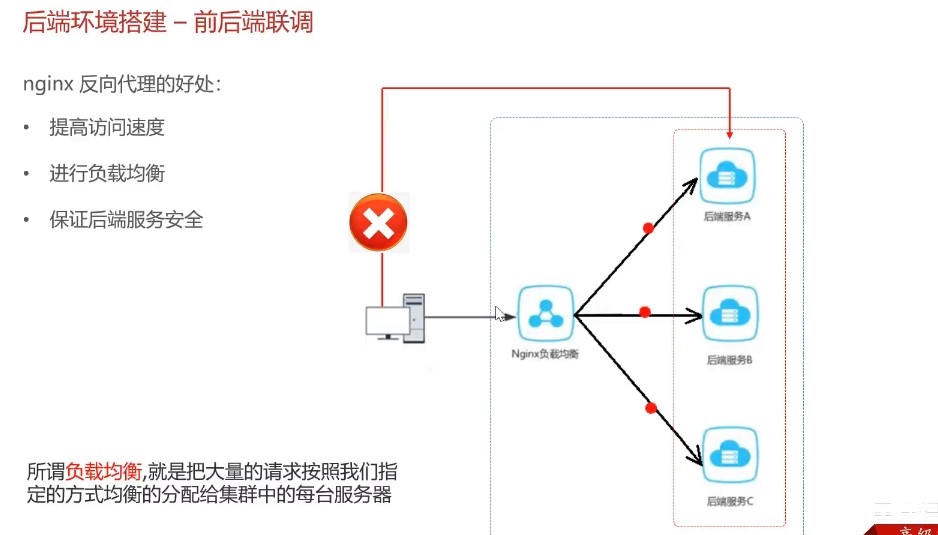 后端环境搭建 – 前后端联调
nginx 反向代理的好处：
• 提高访问速度
• 进行负载均衡
• 保证后端服务安全
后端服务A
Nginx负载均衡
后端服务B
后端服务C
所谓负载均衡,就是把大量的请求按照我们指
定的方式均衡的分配给集群中的每台服务器
高级